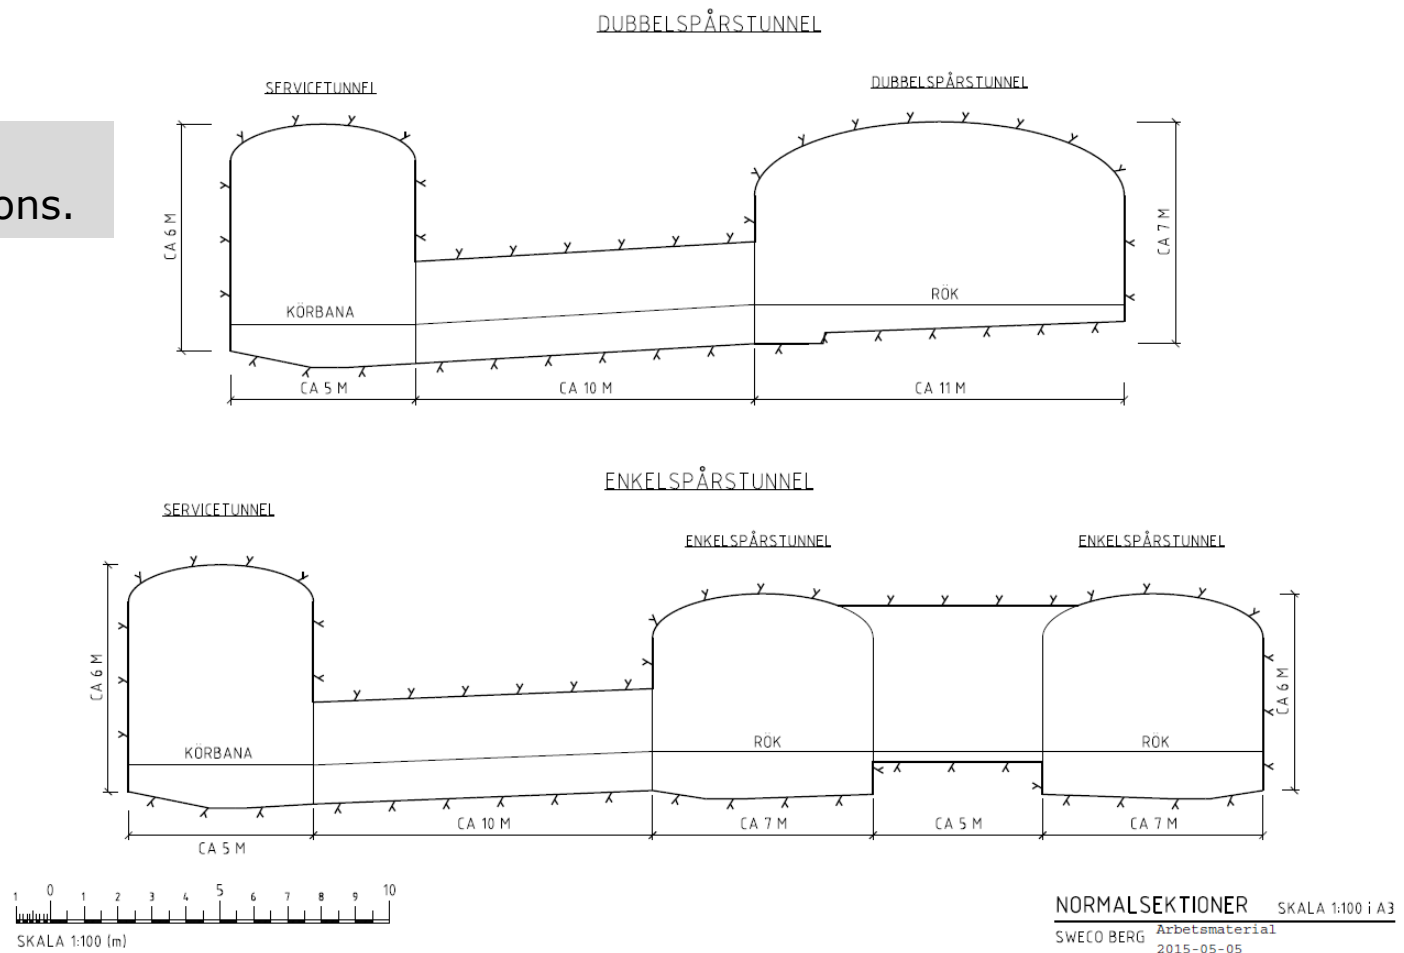 DUBBELSPÅRSTUNNEL
SERVICETUNNEL
DUBBELSPÅRSTUNNEL
ons.
CA 6 M
CA 7 M
KÖRBANA
RÖK
CA 5 M
CA 10 M
CA 11 M
ENKELSPÅRSTUNNEL
SERVICETUNNEL
ENKELSPÅRSTUNNEL
ENKELSPÅRSTUNNEL
CA 6 M
CA 6 M
KÖRBANA
RÖK
RÖK
CA 5 M
CA 10 M
CA 7 M
CA 5 M
CA 7 M
1 0 1 2 3 4 5 6 7 8 9 10
SKALA 1:100 (m)
NORMALSEKTIONER SKALA 1:100 i A3
SWECO BERG Arbetsmaterial
2015-05-05